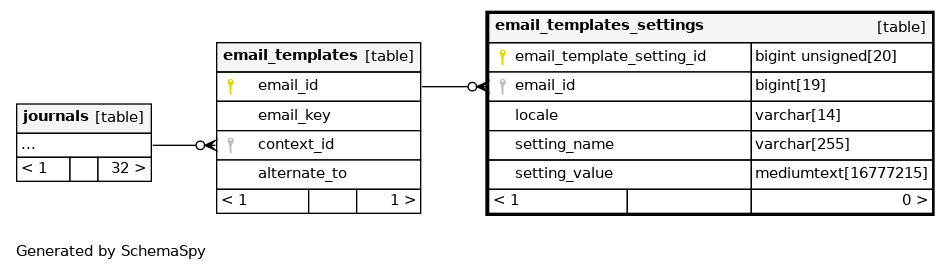 journals [table]
...
< 1 32 >
email_templates [table]
email_id
email_key
context_id
alternate_to
< 1 1 >
email_templates_settings [table]
email_template_setting_id bigint unsigned[20]
email_id bigint[19]
locale varchar[14]
setting_name varchar[255]
setting_value mediumtext[16777215]
< 1 0 >
Generated by SchemaSpy